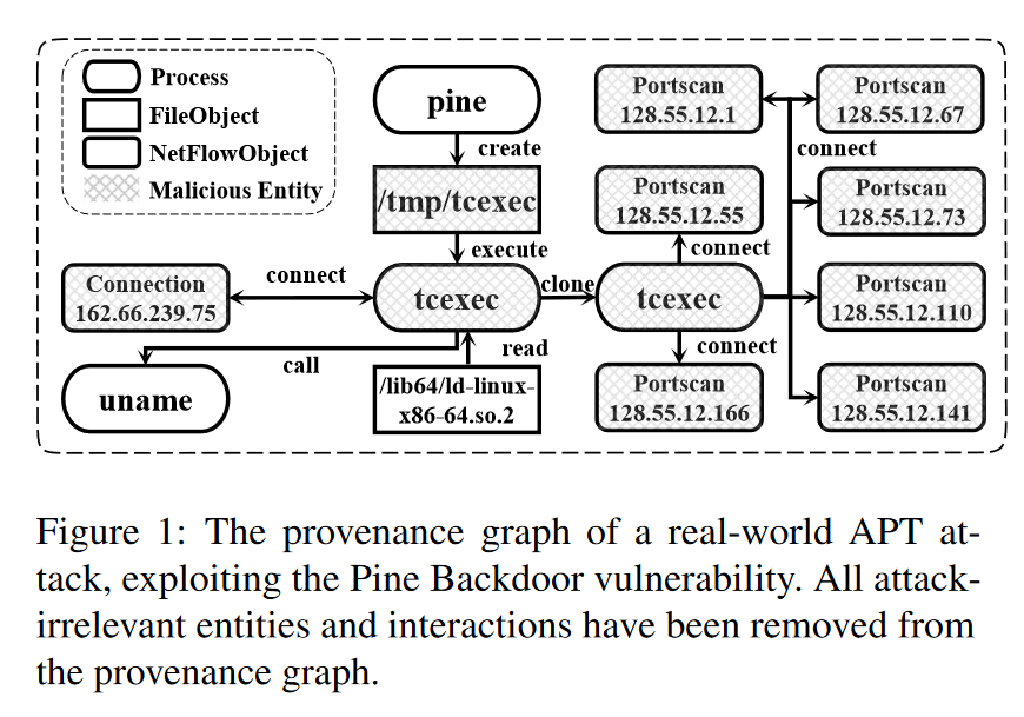 Process
FileObject
NetFlowObject
Malicious Entity
pine
create
/tmp/tcexec
execute
Connection
162.66.239.75
connect
tcexec
clone
tcexec
call
uname
read
/lib64/ld-linux-
x86-64.so.2
Portscan
128.55.12.1
Portscan
128.55.12.67
connect
Portscan
128.55.12.55
connect
Portscan
128.55.12.73
Portscan
128.55.12.110
connect
Portscan
128.55.12.166
Portscan
128.55.12.141
Figure 1: The provenance graph of a real-world APT at-
tack, exploiting the Pine Backdoor vulnerability. All attack-
irrelevant entities and interactions have been removed from
the provenance graph.